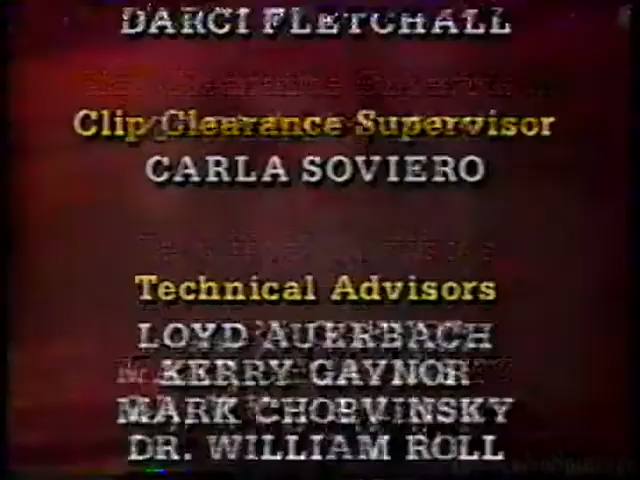 DARCI FLETCHALL
Clip Clearance Supervisor
CARLA SOVIERO
Technical Advisors
LOYD AUERBACH
KERRY GAYNOR
MARK CHORVINSKY
DR. WILLIAM ROLL